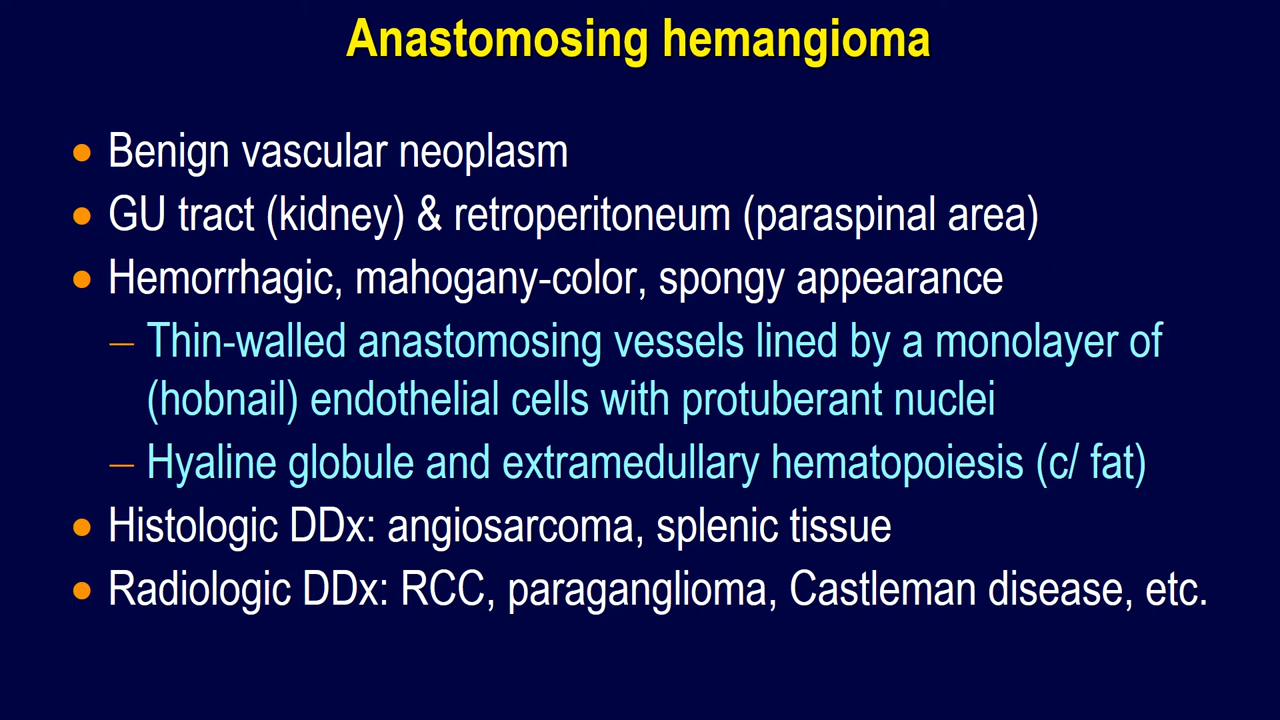 Anastomosing hemangioma
• Benign vascular neoplasm
• GU tract (kidney) & retroperitoneum (paraspinal area)
• Hemorrhagic, mahogany-color, spongy appearance
– Thin-walled anastomosing vessels lined by a monolayer of
(hobnail) endothelial cells with protuberant nuclei
– Hyaline globule and extramedullary hematopoiesis (c/ fat)
• Histologic DDx: angiosarcoma, splenic tissue
• Radiologic DDx: RCC, paraganglioma, Castleman disease, etc.